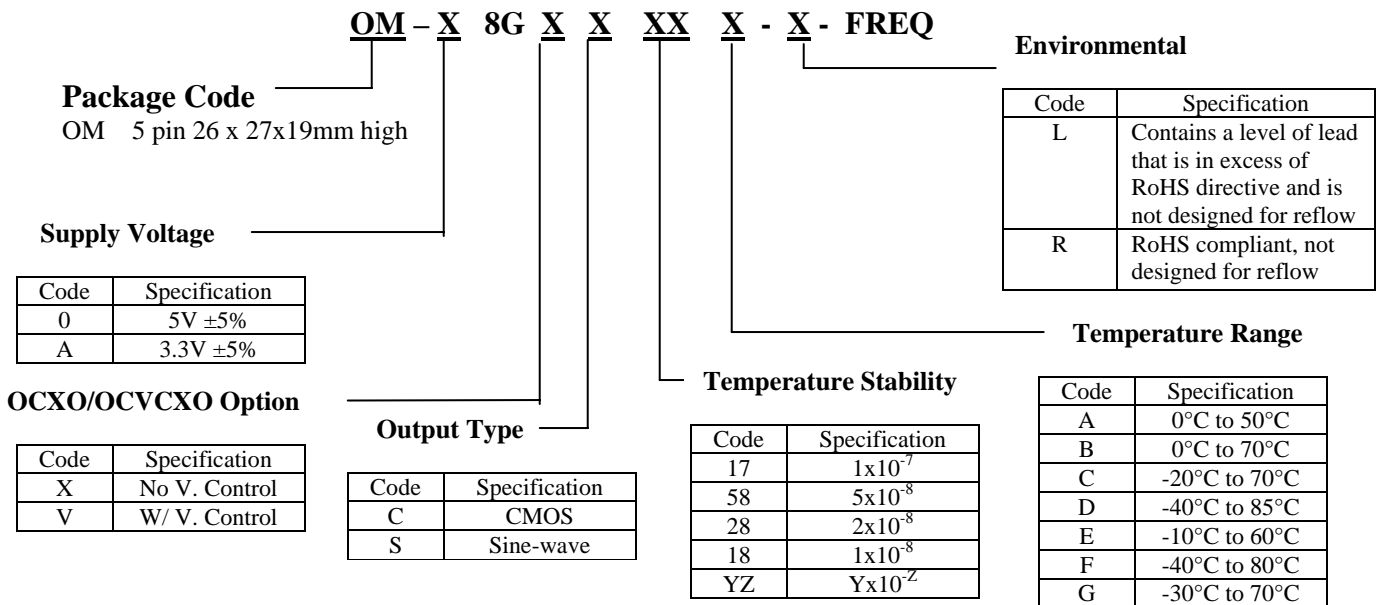 OM – X 8G X X XX X - X - FREQ
Package Code
OM 5 pin 26 x 27x19mm high
Environmental
Code Specification
L Contains a level of lead
that is in excess of
RoHS directive and is
not designed for reflow
R RoHS compliant, not
designed for reflow
Supply Voltage
Code Specification
0 5V ±5%
A 3.3V ±5%
OCXO/OCVCXO Option
Code Specification
X No V. Control
V W/ V. Control
Output Type
Code Specification
C CMOS
S Sine-wave
Temperature Stability
Code Specification
17 1x10⁻⁷
58 5x10⁻⁸
28 2x10⁻⁸
18 1x10⁻⁸
YZ Yx10⁻ᶻ
Temperature Range
Code Specification
A 0°C to 50°C
B 0°C to 70°C
C -20°C to 70°C
D -40°C to 85°C
E -10°C to 60°C
F -40°C to 80°C
G -30°C to 70°C